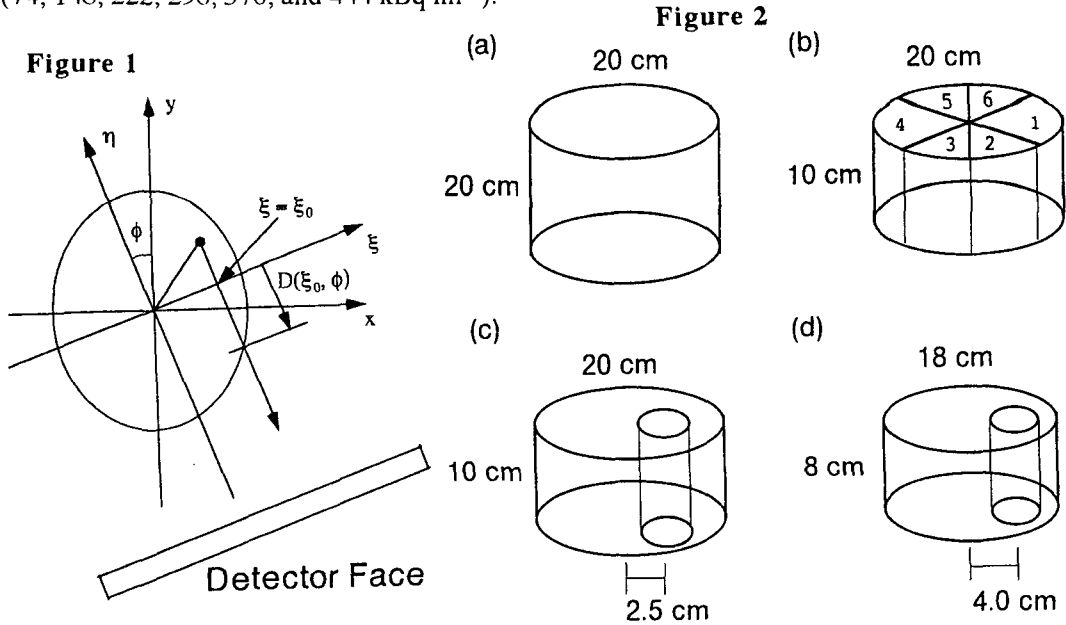 (74, 148, 222, 296, 370, and 444 kBq ml⁻¹).
Figure 1
y
η
ϕ
ξ = ξ₀
ξ
D(ξ₀, ϕ)
x
Detector Face
Figure 2
(a)
20 cm
20 cm
(b)
20 cm
5 6
4 1
3 2
10 cm
(c)
20 cm
10 cm
2.5 cm
(d)
18 cm
8 cm
4.0 cm